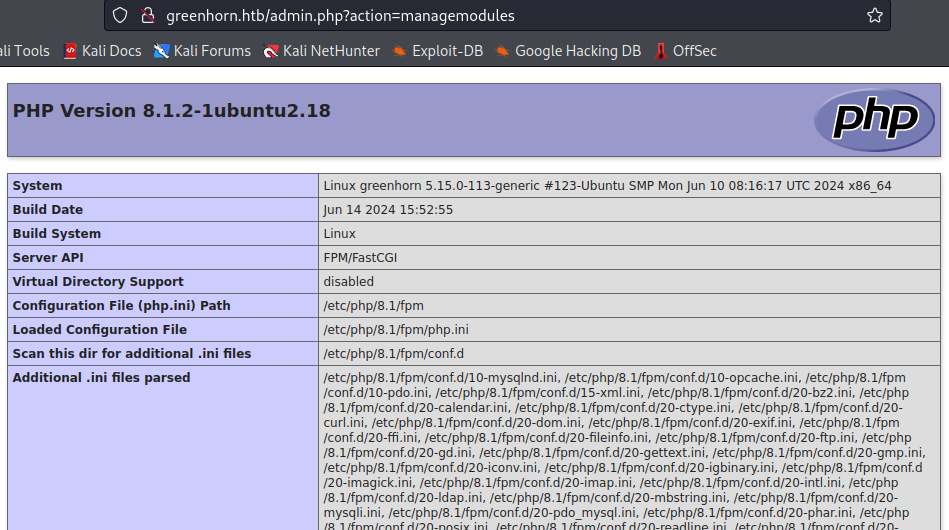 greenhorn.htb/admin.php?action=managemodules
ali Tools Kali Docs Kali Forums Kali NetHunter Exploit-DB Google Hacking DB OffSec
PHP Version 8.1.2-1ubuntu2.18
php
System Linux greenhorn 5.15.0-113-generic #123-Ubuntu SMP Mon Jun 10 08:16:17 UTC 2024 x86_64
Build Date Jun 14 2024 15:52:55
Build System Linux
Server API FPM/FastCGI
Virtual Directory Support disabled
Configuration File (php.ini) Path /etc/php/8.1/fpm
Loaded Configuration File /etc/php/8.1/fpm/php.ini
Scan this dir for additional .ini files /etc/php/8.1/fpm/conf.d
Additional .ini files parsed /etc/php/8.1/fpm/conf.d/10-mysqlnd.ini, /etc/php/8.1/fpm/conf.d/10-opcache.ini, /etc/php/8.1/fpm
/conf.d/10-pdo.ini, /etc/php/8.1/fpm/conf.d/15-xml.ini, /etc/php/8.1/fpm/conf.d/20-bz2.ini, /etc/php
/8.1/fpm/conf.d/20-calendar.ini, /etc/php/8.1/fpm/conf.d/20-ctype.ini, /etc/php/8.1/fpm/conf.d/20-
curl.ini, /etc/php/8.1/fpm/conf.d/20-dom.ini, /etc/php/8.1/fpm/conf.d/20-exif.ini, /etc/php/8.1/fpm
/conf.d/20-ffi.ini, /etc/php/8.1/fpm/conf.d/20-fileinfo.ini, /etc/php/8.1/fpm/conf.d/20-ftp.ini, /etc/php
/8.1/fpm/conf.d/20-gd.ini, /etc/php/8.1/fpm/conf.d/20-gettext.ini, /etc/php/8.1/fpm/conf.d/20-gmp.ini,
/etc/php/8.1/fpm/conf.d/20-iconv.ini, /etc/php/8.1/fpm/conf.d/20-igbinary.ini, /etc/php/8.1/fpm/conf.d
/20-imagick.ini, /etc/php/8.1/fpm/conf.d/20-imap.ini, /etc/php/8.1/fpm/conf.d/20-intl.ini, /etc/php
/8.1/fpm/conf.d/20-ldap.ini, /etc/php/8.1/fpm/conf.d/20-mbstring.ini, /etc/php/8.1/fpm/conf.d/20-
mysqli.ini, /etc/php/8.1/fpm/conf.d/20-pdo_mysql.ini, /etc/php/8.1/fpm/conf.d/20-phar.ini, /etc/php
/8.1/fpm/conf.d/20-posix.ini, /etc/php/8.1/fpm/conf.d/20-readline.ini, /etc/php/8.1/fpm/conf.d/20-